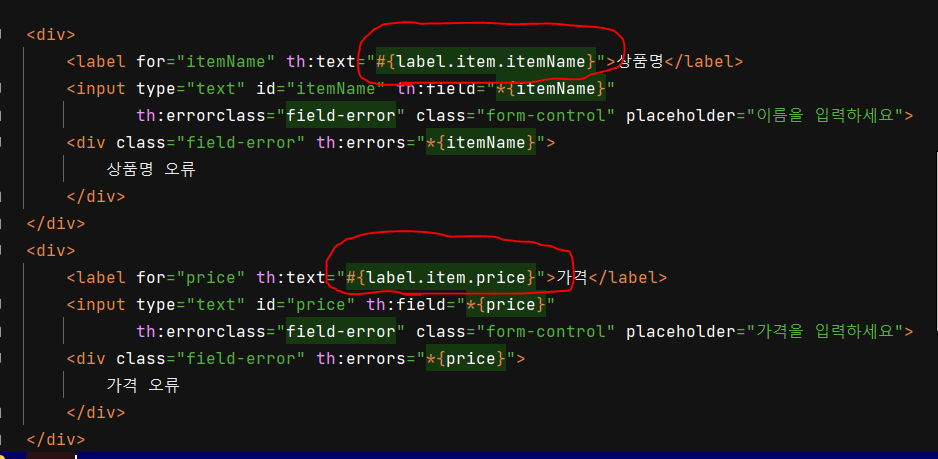 <div>
<label for="itemName" th:text="#{label.item.itemName}">상품명</label>
<input type="text" id="itemName" th:field="*{itemName}"
th:errorclass="field-error" class="form-control" placeholder="이름을 입력하세요">
<div class="field-error" th:errors="*{itemName}">
상품명 오류
</div>
</div>
<div>
<label for="price" th:text="#{label.item.price}">가격</label>
<input type="text" id="price" th:field="*{price}"
th:errorclass="field-error" class="form-control" placeholder="가격을 입력하세요">
<div class="field-error" th:errors="*{price}">
가격 오류
</div>
</div>